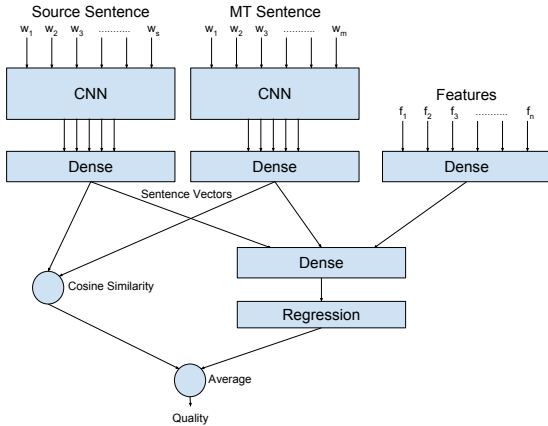 Source Sentence
MT Sentence
w1 w2 w3 ........... ws
w1 w2 w3 ........... wm
CNN
CNN
Features
f1 f2 f3 ........... fn
Dense
Dense
Dense
Sentence Vectors
Dense
Cosine Similarity
Regression
Average
Quality